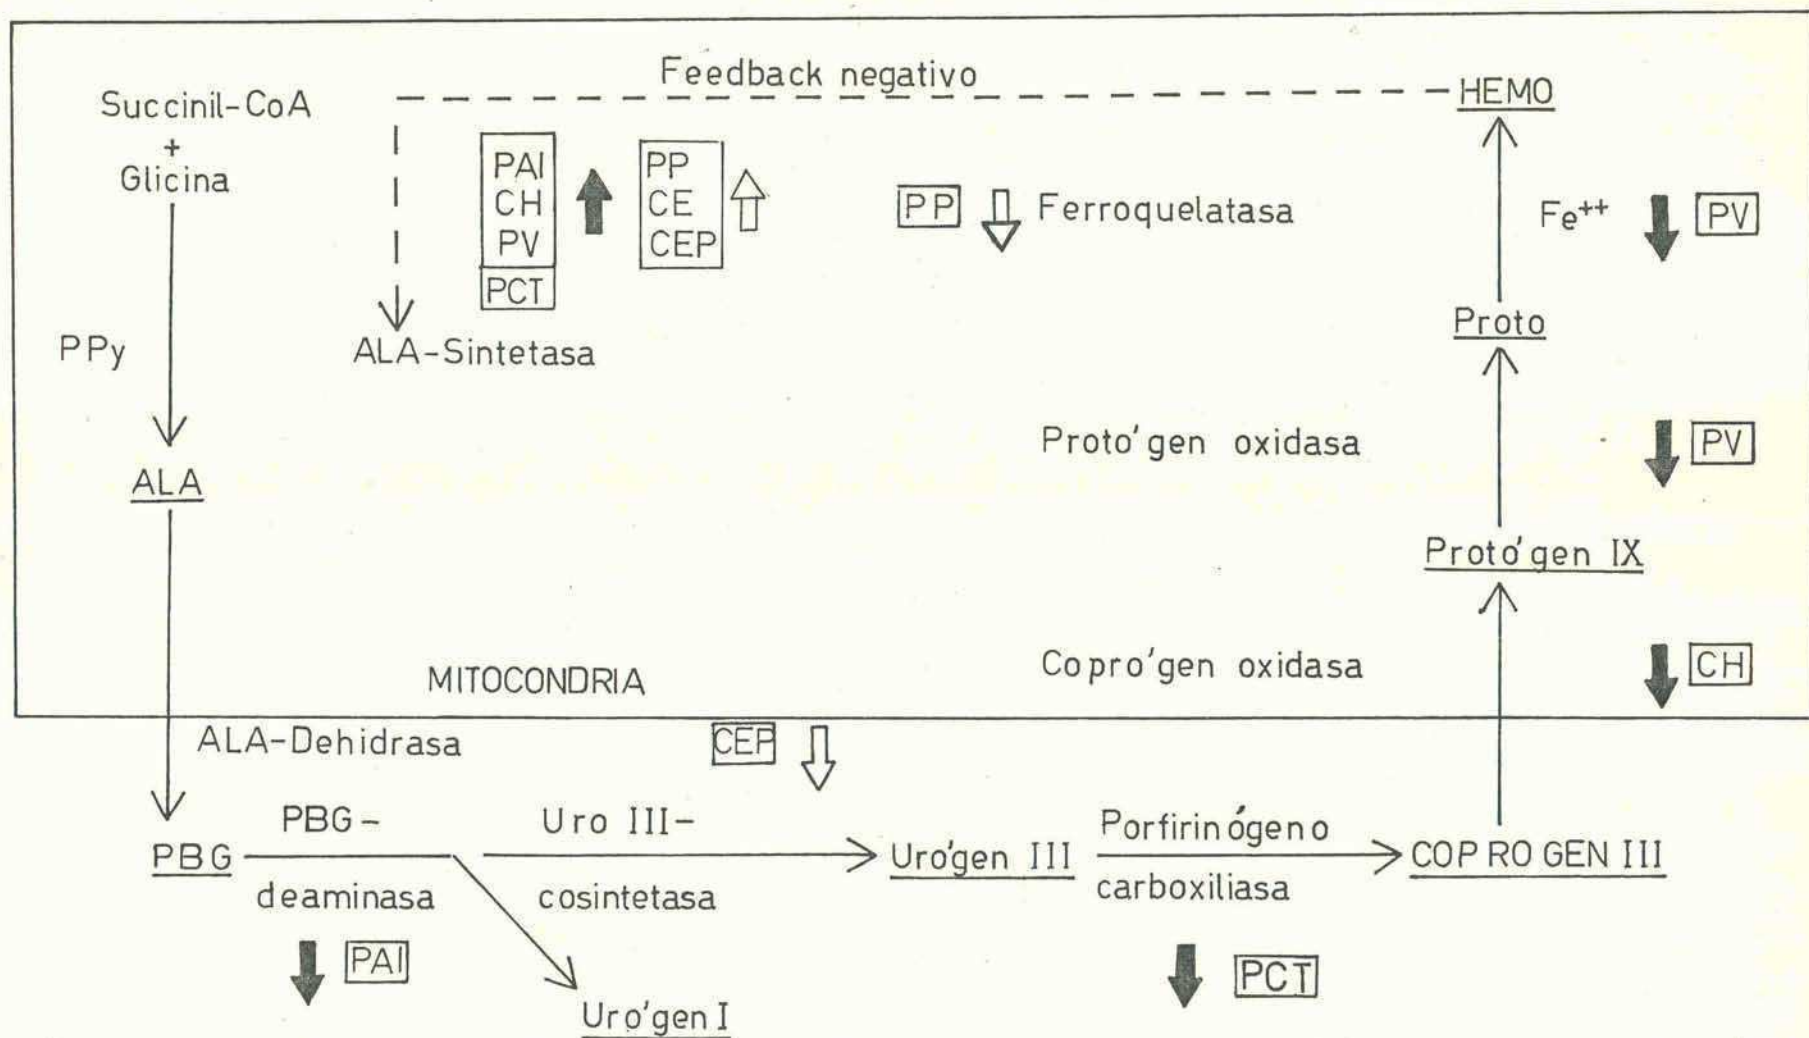 Feedback negativo
Succinil-CoA
+
Glicina
HEMO
PAI
CH
PV
PCT
PP
CE
CEP
PP
Ferroquelatasa
Fe++
PV
PPy
ALA-Sintetasa
Proto
ALA
Proto'gen oxidasa
PV
Proto'gen IX
MITOCONDRIA
Copro'gen oxidasa
CH
ALA-Dehidrasa
CEP
PBG
PBG-
deaminasa
Uro III-
cosintetasa
Uro'gen III
Porfirinógeno
carboxiliasa
COPROGEN III
PAI
PCT
Uro'gen I